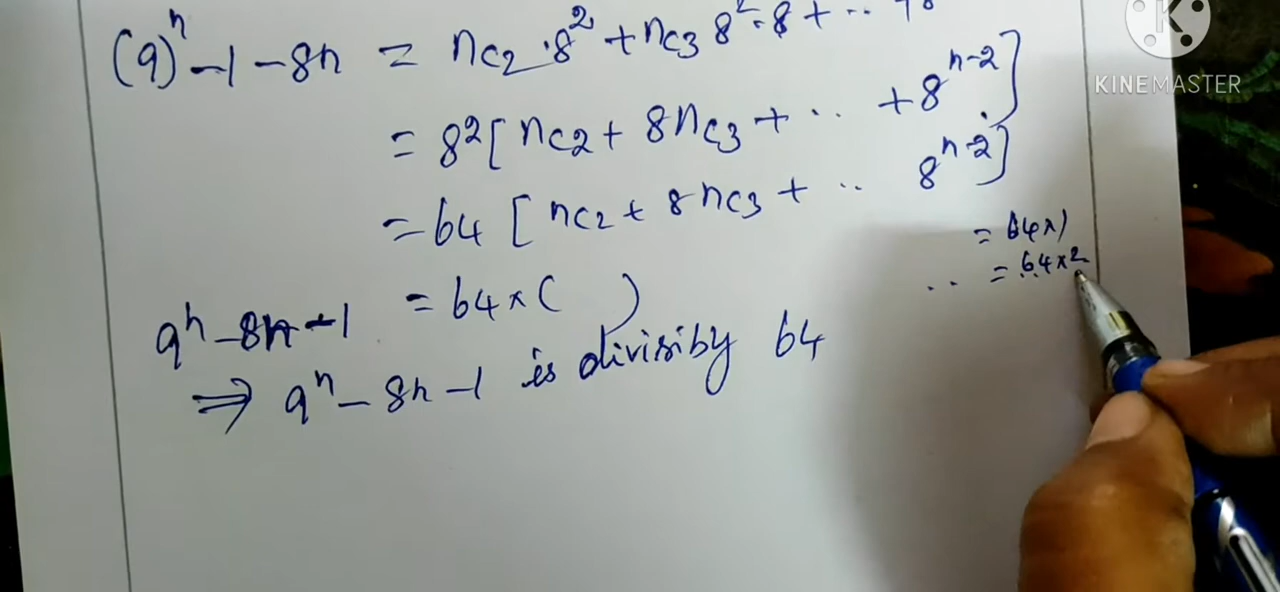 (9)^n - 1 - 8n = nc2 · 8^2 + nc3 8^2 · 8 + ..
= 8^2 [ nc2 + 8nc3 + .. + 8^n-2 ]
= 64 [ nc2 + 8nc3 + .. 8^n-2 ]
= 64 × 1
.. = 64 × 2
9^n - 8n - 1 = 64 × ( )
⇒ 9^n - 8n - 1 is divisiby 64
K
KINEMASTER